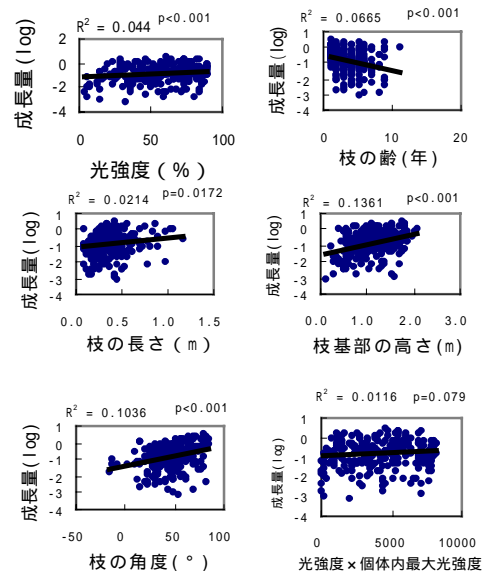 R² = 0.044 p<0.001
成長量(log)
2
0
-2
-4
0 50 100
光強度(%)
R² = 0.0665 p<0.001
成長量(log)
1
0
-1
-2
-3
-4
0 10 20
枝の齢(年)
R² = 0.0214 p=0.0172
成長量(log)
1
0
-1
-2
-3
-4
0.0 0.5 1.0 1.5
枝の長さ(m)
R² = 0.1361 p<0.001
成長量(log)
1
0
-1
-2
-3
-4
0.0 1.0 2.0 3.0
枝基部の高さ(m)
R² = 0.1036 p<0.001
成長量(log)
1
0
-1
-2
-3
-4
-50 0 50 100
枝の角度(°)
R² = 0.0116 p=0.079
成長量(log)
1
0
-1
-2
-3
-4
0 5000 10000
光強度×個体内最大光強度